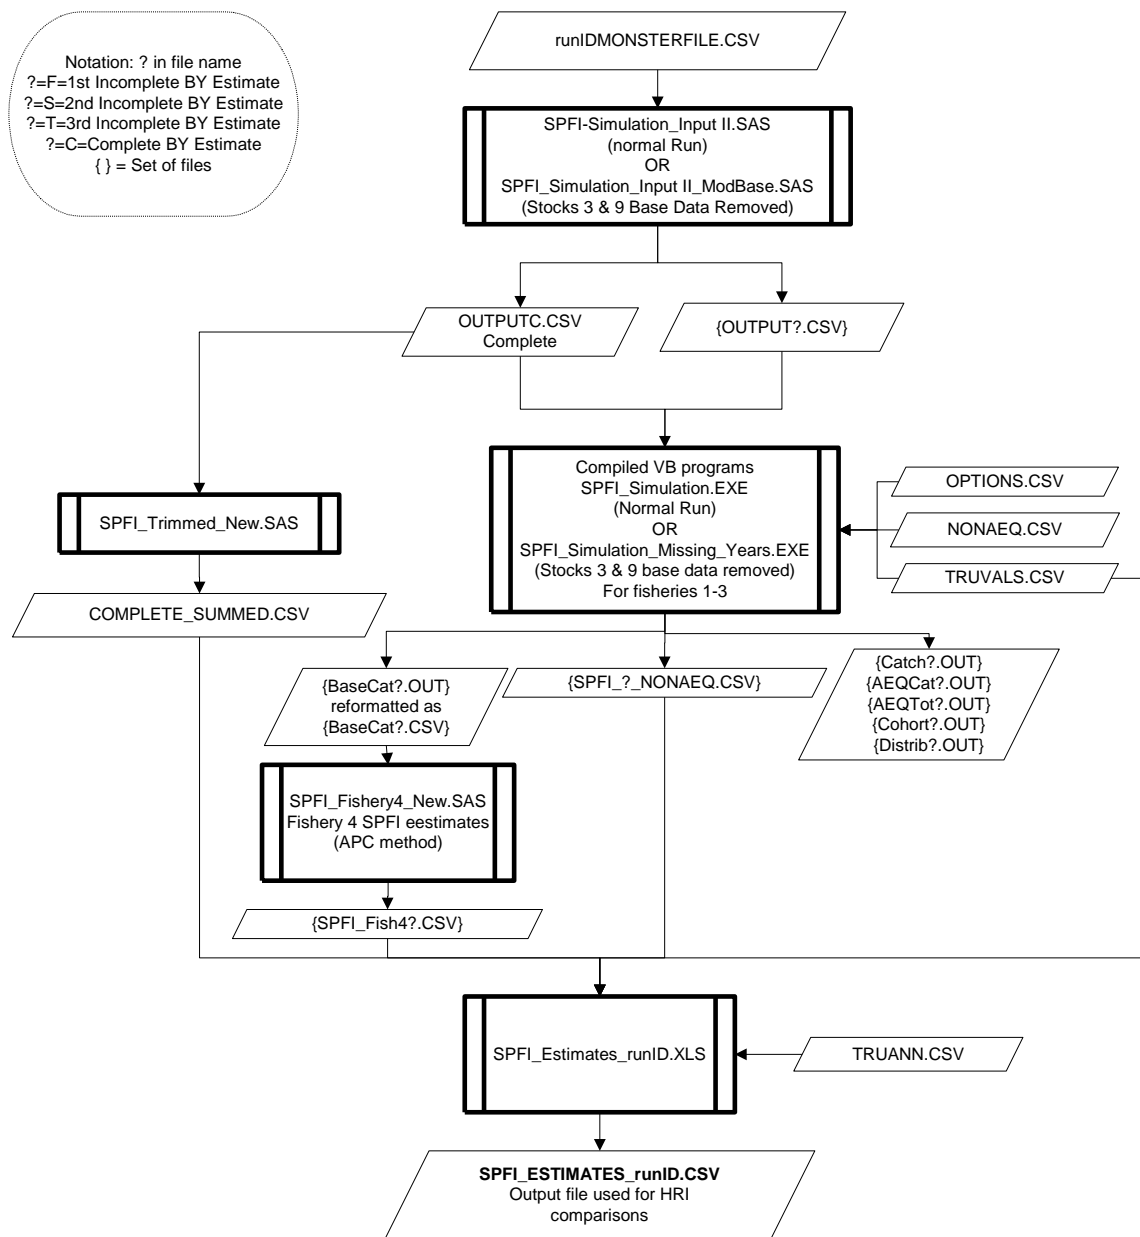 runIDMONSTERFILE.CSV
Notation: ? in file name
?=F=1st Incomplete BY Estimate
?=S=2nd Incomplete BY Estimate
?=T=3rd Incomplete BY Estimate
?=C=Complete BY Estimate
{ } = Set of files
SPFI-Simulation_Input II.SAS
(normal Run)
OR
SPFI_Simulation_Input II_ModBase.SAS
(Stocks 3 & 9 Base Data Removed)
OUTPUTC.CSV
Complete
{OUTPUT?.CSV}
Compiled VB programs
SPFI_Simulation.EXE
(Normal Run)
OR
SPFI_Simulation_Missing_Years.EXE
(Stocks 3 & 9 base data removed)
For fisheries 1-3
OPTIONS.CSV
NONAEQ.CSV
TRUVALS.CSV
SPFI_Trimmed_New.SAS
COMPLETE_SUMMED.CSV
{BaseCat?.OUT}
reformatted as
{BaseCat?.CSV}
{SPFI_?_NONAEQ.CSV}
{Catch?.OUT}
{AEQCat?.OUT}
{AEQTot?.OUT}
{Cohort?.OUT}
{Distrib?.OUT}
SPFI_Fishery4_New.SAS
Fishery 4 SPFI eestimates
(APC method)
{SPFI_Fish4?.CSV}
SPFI_Estimates_runID.XLS
TRUANN.CSV
SPFI_ESTIMATES_runID.CSV
Output file used for HRI
comparisons